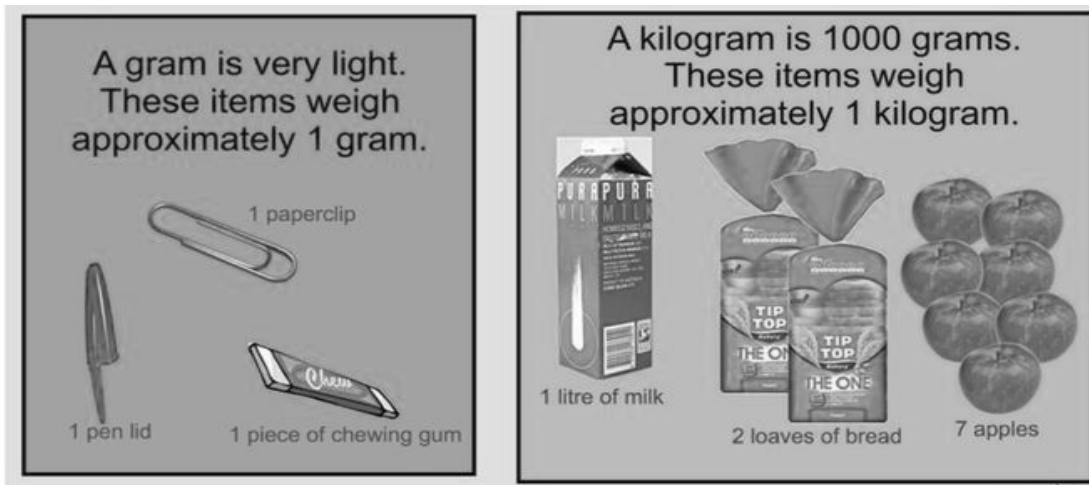 A gram is very light.
These items weigh
approximately 1 gram.
1 paperclip
Chew
1 pen lid
1 piece of chewing gum
A kilogram is 1000 grams.
These items weigh
approximately 1 kilogram.
PURA PURA
MILK MILK
TIP
TOP
THE ONE
TIP
TOP
THE ONE
1 litre of milk
2 loaves of bread
7 apples